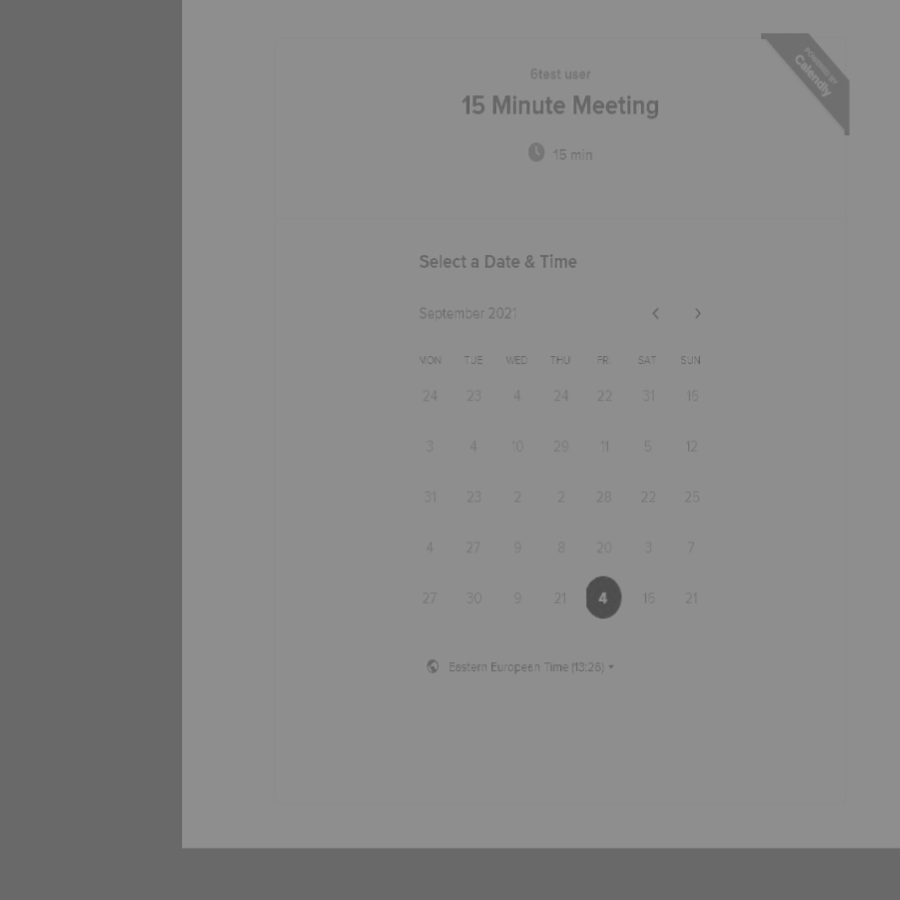 Powered by
Calendly
6test user
15 Minute Meeting
15 min
Select a Date & Time
September 2021
MON TUE WED THU FRI SAT SUN
24 23 4 24 22 31 16
3 4 10 29 11 5 12
31 23 2 2 28 22 25
4 27 9 8 20 3 7
27 30 9 21 4 16 21
Eastern European Time (13:26)